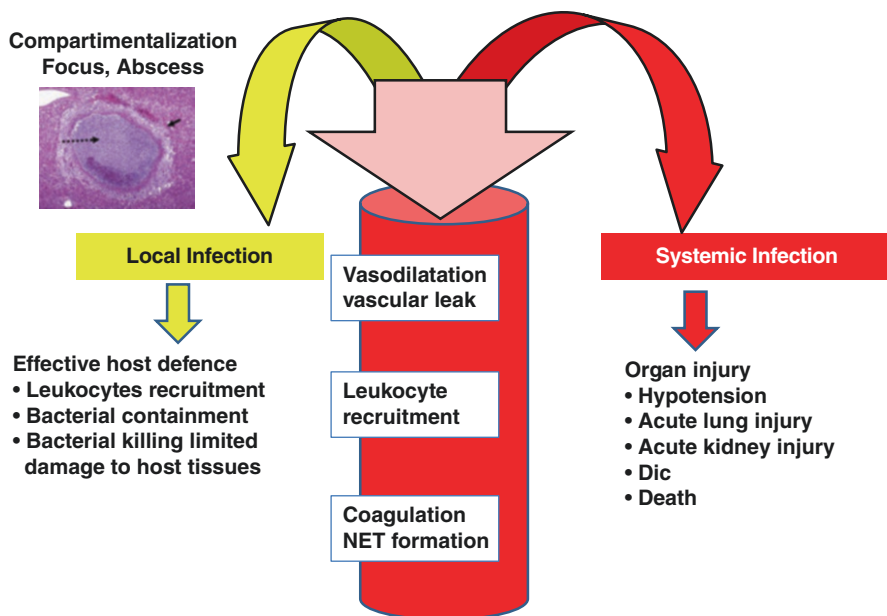 Compartimentalization
Focus, Abscess
Local Infection
Effective host defence
• Leukocytes recruitment
• Bacterial containment
• Bacterial killing limited
damage to host tissues
Vasodilatation
vascular leak
Leukocyte
recruitment
Coagulation
NET formation
Systemic Infection
Organ injury
• Hypotension
• Acute lung injury
• Acute kidney injury
• Dic
• Death